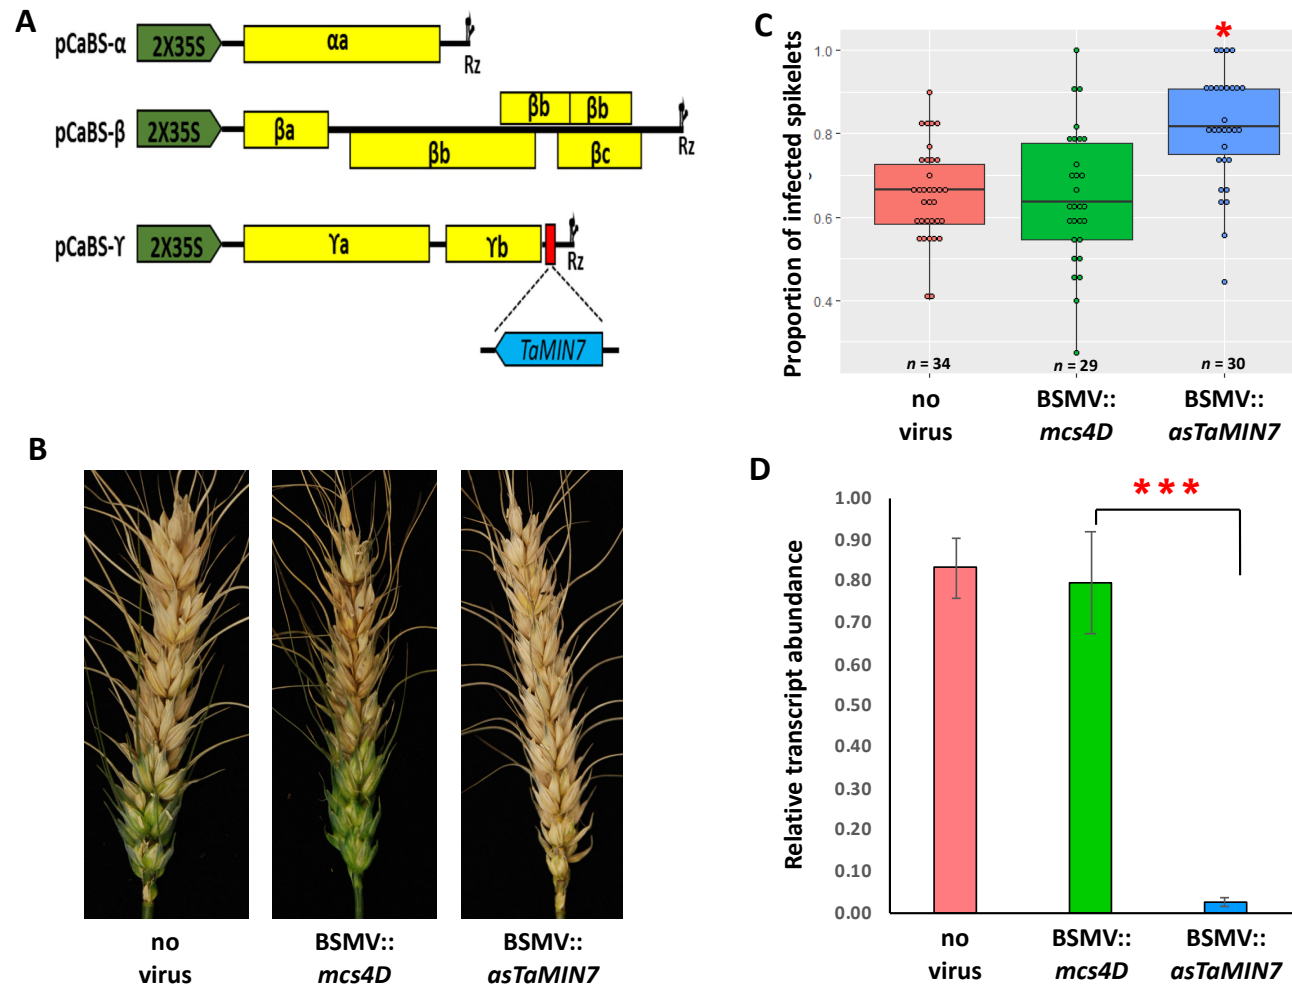 A
pCaBS-α
2X35S
αa
Rz
pCaBS-β
2X35S
βa
βb
βb
βb
βc
Rz
pCaBS-ϒ
2X35S
ϒa
ϒb
Rz
TaMIN7
B
no
virus
BSMV::
mcs4D
BSMV::
asTaMIN7
C
*
Proportion of infected spikelets
1.0
0.8
0.6
0.4
n = 34
n = 29
n = 30
no
virus
BSMV::
mcs4D
BSMV::
asTaMIN7
D
***
Relative transcript abundance
1.00
0.90
0.80
0.70
0.60
0.50
0.40
0.30
0.20
0.10
0.00
no
virus
BSMV::
mcs4D
BSMV::
asTaMIN7